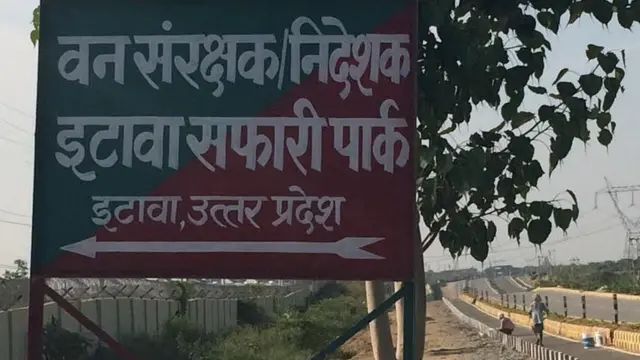 वन संरक्षक/निदेशक
इटावा सफारी पार्क
इटावा,उत्तर प्रदेश